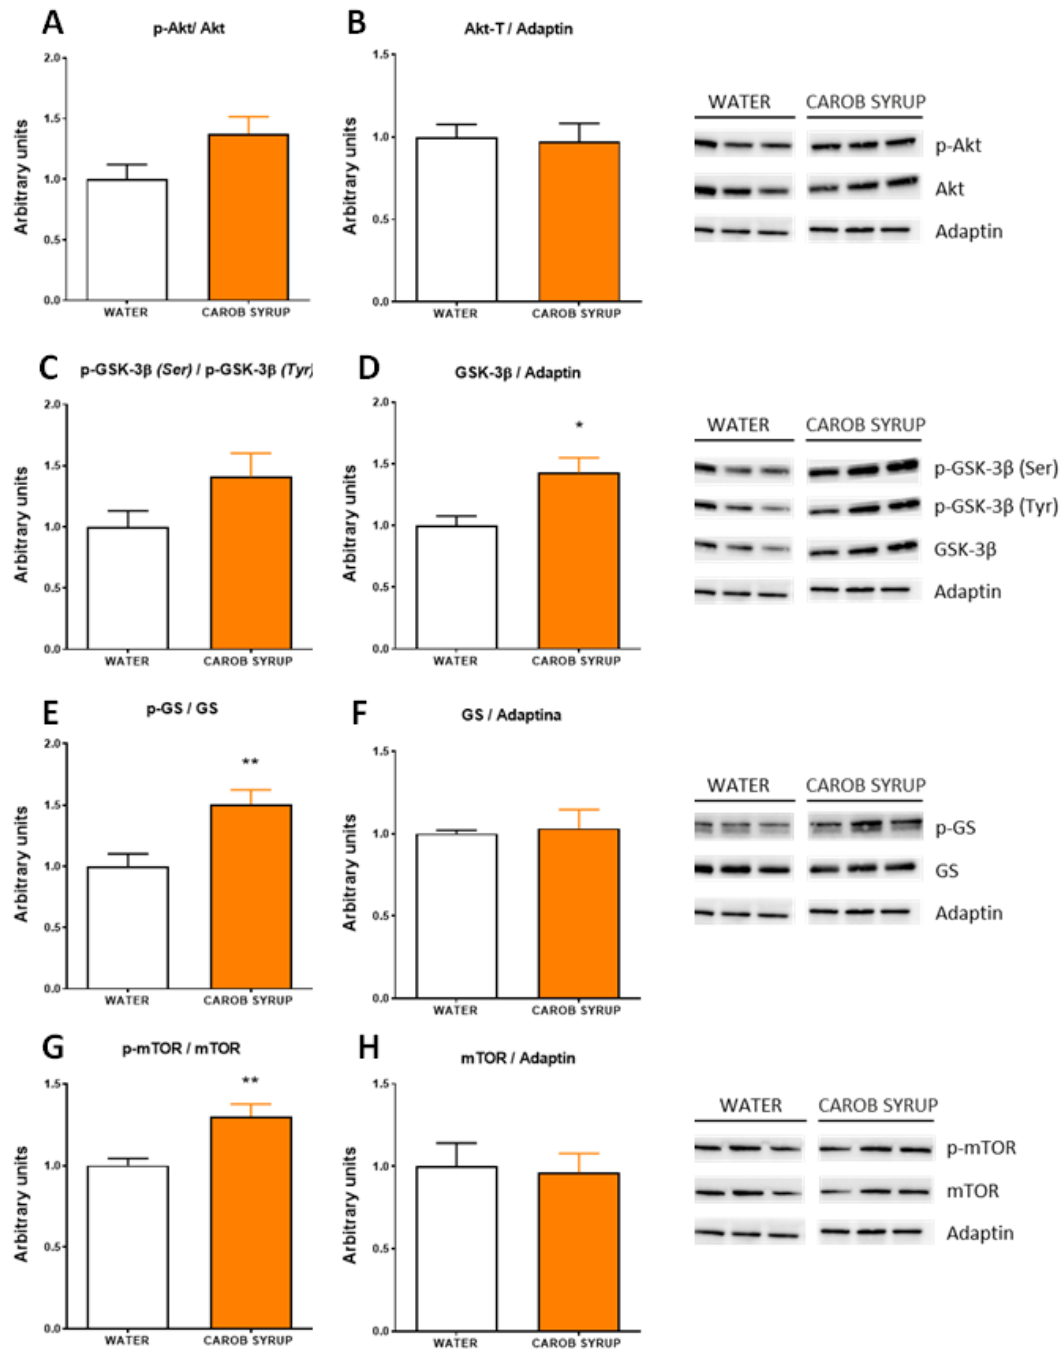 A
p-Akt/ Akt
Arbitrary units
2.0
1.5
1.0
0.5
0.0
WATER
CAROB SYRUP
B
Akt-T / Adaptin
Arbitrary units
1.5
1.0
0.5
0.0
WATER
CAROB SYRUP
WATER
CAROB SYRUP
p-Akt
Akt
Adaptin
C
p-GSK-3β (Ser) / p-GSK-3β (Tyr)
Arbitrary units
2.0
1.5
1.0
0.5
0.0
WATER
CAROB SYRUP
D
GSK-3β / Adaptin
Arbitrary units
2.0
1.5
1.0
0.5
0.0
*
WATER
CAROB SYRUP
WATER
CAROB SYRUP
p-GSK-3β (Ser)
p-GSK-3β (Tyr)
GSK-3β
Adaptin
E
p-GS / GS
Arbitrary units
2.0
1.5
1.0
0.5
0.0
**
WATER
CAROB SYRUP
F
GS / Adaptina
Arbitrary units
1.5
1.0
0.5
0.0
WATER
CAROB SYRUP
WATER
CAROB SYRUP
p-GS
GS
Adaptin
G
p-mTOR / mTOR
Arbitrary units
1.5
1.0
0.5
0.0
**
WATER
CAROB SYRUP
H
mTOR / Adaptin
Arbitrary units
1.5
1.0
0.5
0.0
WATER
CAROB SYRUP
WATER
CAROB SYRUP
p-mTOR
mTOR
Adaptin